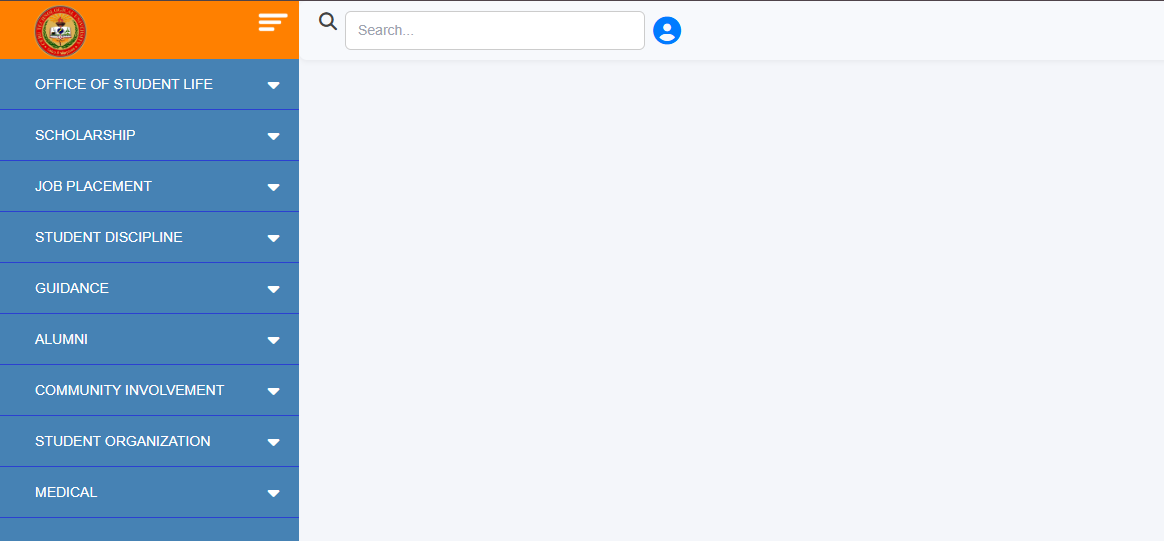 Search...
OFFICE OF STUDENT LIFE
SCHOLARSHIP
JOB PLACEMENT
STUDENT DISCIPLINE
GUIDANCE
ALUMNI
COMMUNITY INVOLVEMENT
STUDENT ORGANIZATION
MEDICAL